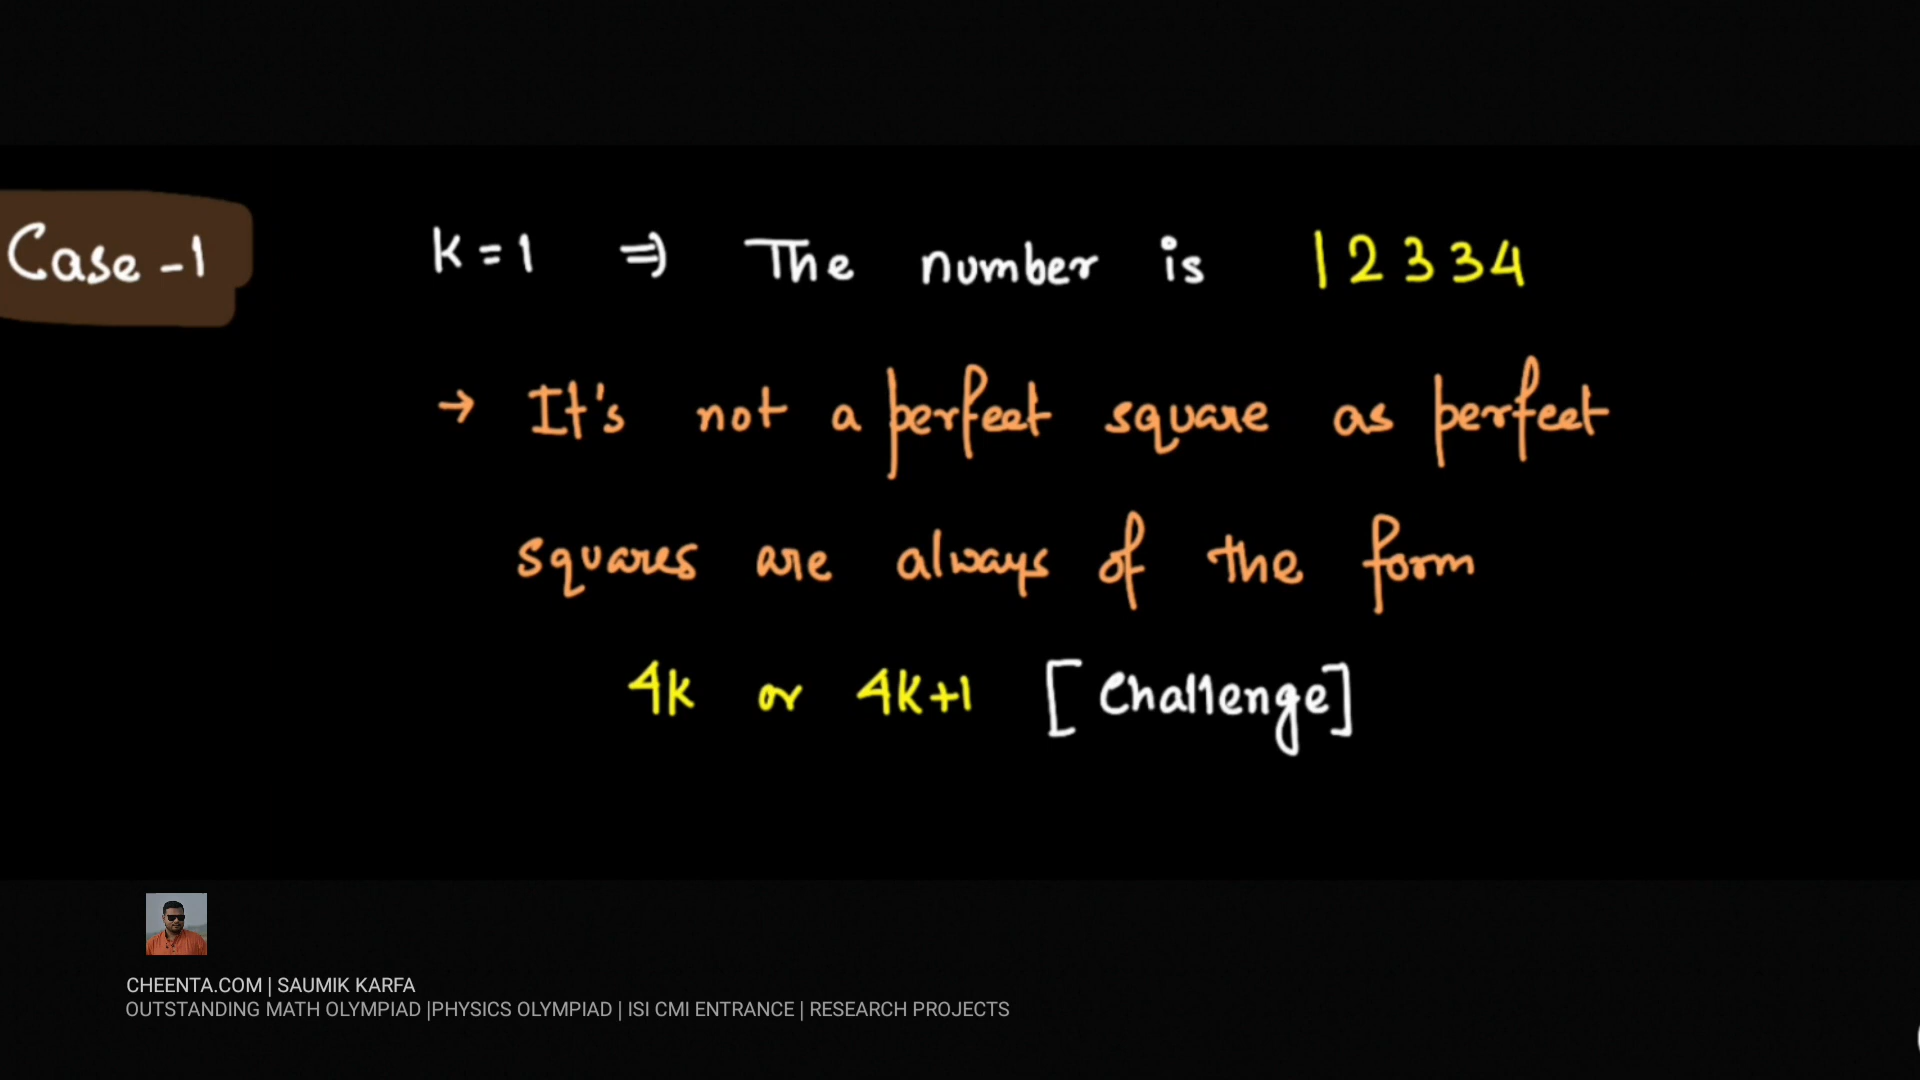 Case -1
k = 1 ⇒ The number is 12334
→ It's not a perfect square as perfect
squares are always of the form
4k or 4k+1 [Challenge]
CHEENTA.COM | SAUMIK KARFA
OUTSTANDING MATH OLYMPIAD |PHYSICS OLYMPIAD | ISI CMI ENTRANCE | RESEARCH PROJECTS